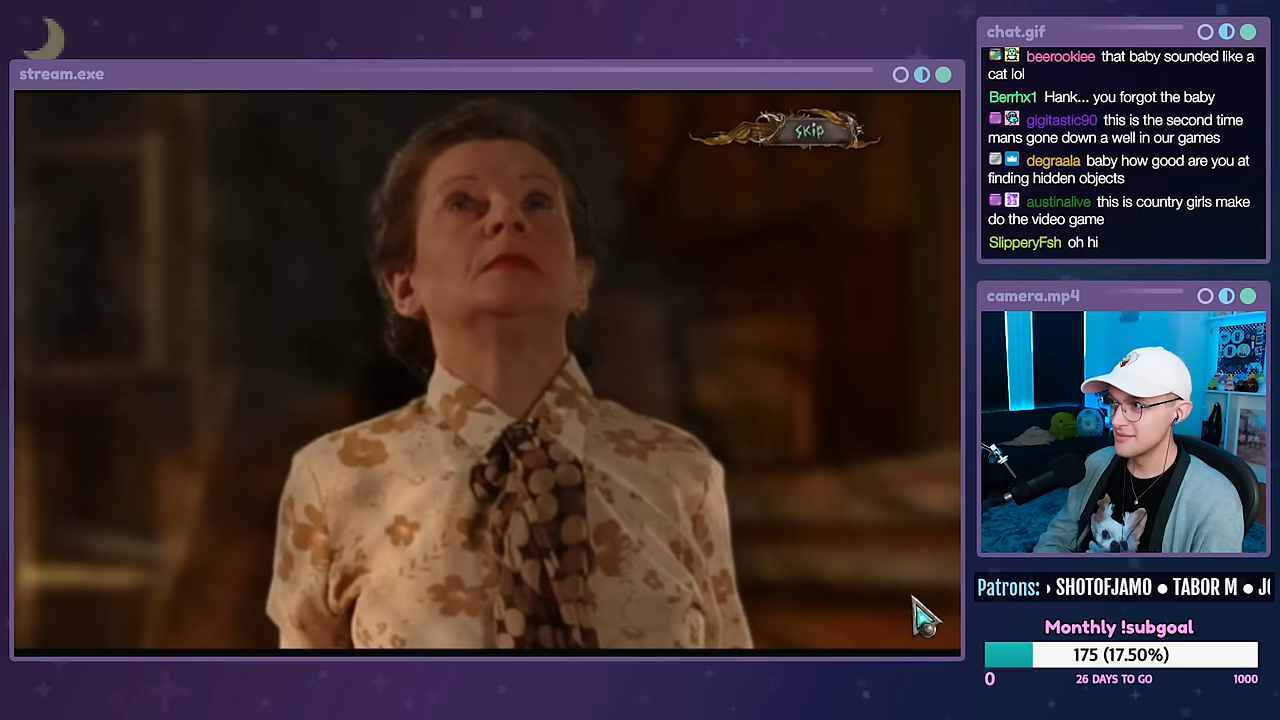 stream.exe
SKIP
chat.gif
beerookiee that baby sounded like a
cat lol
Berrhx1 Hank... you forgot the baby
gigitastic90 this is the second time
mans gone down a well in our games
degraala baby how good are you at
finding hidden objects
austinalive this is country girls make
do the video game
SlipperyFsh oh hi
camera.mp4
Patrons: SHOTOFJAMO ● TABOR M ●
Monthly !subgoal
175 (17.50%)
0 26 DAYS TO GO 1000